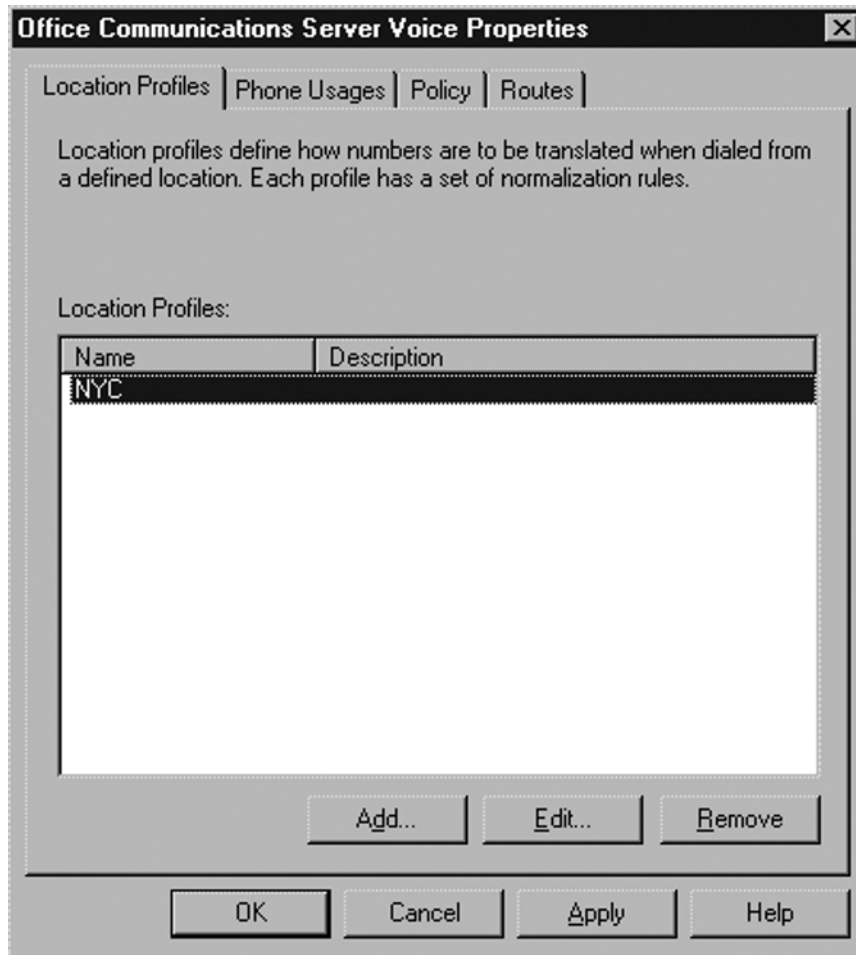 Office Communications Server Voice Properties
Location Profiles Phone Usages Policy Routes
Location profiles define how numbers are to be translated when dialed from
a defined location. Each profile has a set of normalization rules.
Location Profiles:
Name Description
NYC
Add... Edit... Remove
OK Cancel Apply Help